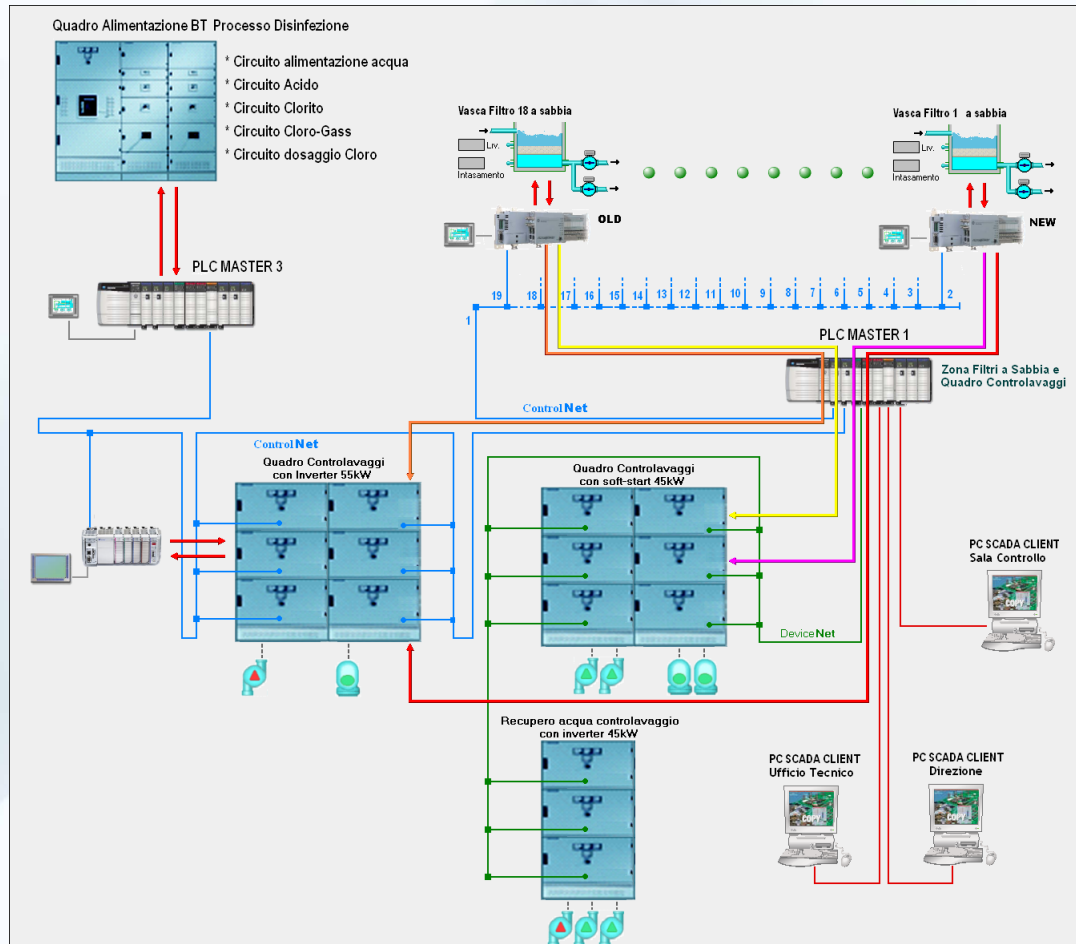 Quadro Alimentazione BT Processo Disinfezione
* Circuito alimentazione acqua
* Circuito Acido
* Circuito Clorito
* Circuito Cloro-Gass
* Circuito dosaggio Cloro
Vasca Filtro 18 a sabbia
Liv.
Intasamento
OLD
Vasca Filtro 1 a sabbia
Liv.
Intasamento
NEW
PLC MASTER 3
1
19
18
17
16
15
14
13
12
11
10
9
8
7
6
5
4
3
2
PLC MASTER 1
Zona Filtri a Sabbia e
Quadro Controlavaggi
ControlNet
ControlNet
Quadro Controlavaggi
con Inverter 55kW
Quadro Controlavaggi
con soft-start 45kW
DeviceNet
PC SCADA CLIENT
Sala Controllo
COPY
Recupero acqua controlavaggio
con inverter 45kW
PC SCADA CLIENT
Ufficio Tecnico
COPY
PC SCADA CLIENT
Direzione
COPY